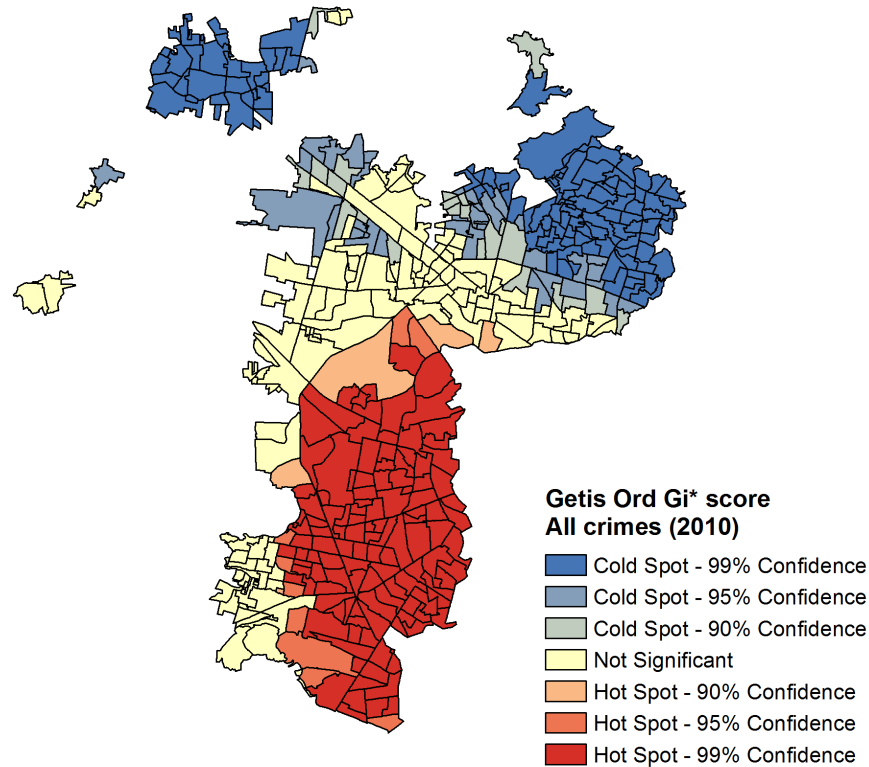 Getis Ord Gi* score
All crimes (2010)
Cold Spot - 99% Confidence
Cold Spot - 95% Confidence
Cold Spot - 90% Confidence
Not Significant
Hot Spot - 90% Confidence
Hot Spot - 95% Confidence
Hot Spot - 99% Confidence